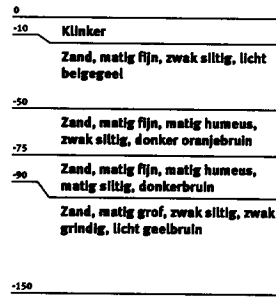 0
-10
Klinker
Zand, matig fijn, zwak siltig, licht
beigegeel
-50
Zand, matig fijn, matig humeus,
zwak siltig, donker oranjebruin
-75
Zand, matig fijn, matig humeus,
matig siltig, donkerbruin
-90
Zand, matig grof, zwak siltig, zwak
grindig, licht geelbruin
-150